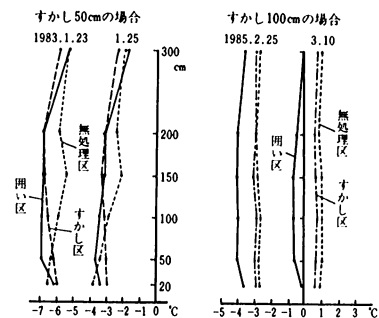 すかし50cmの場合
すかし100cmの場合
1983.1.23
1.25
1985.2.25
3.10
300
cm
200
150
100
50
20
無処理区
囲い区
すかし区
無処理区
囲い区
すかし区
-7 -6 -5 -4 -3 -2 -1 0 ℃
-5 -4 -3 -2 -1 0 1 2 3 ℃